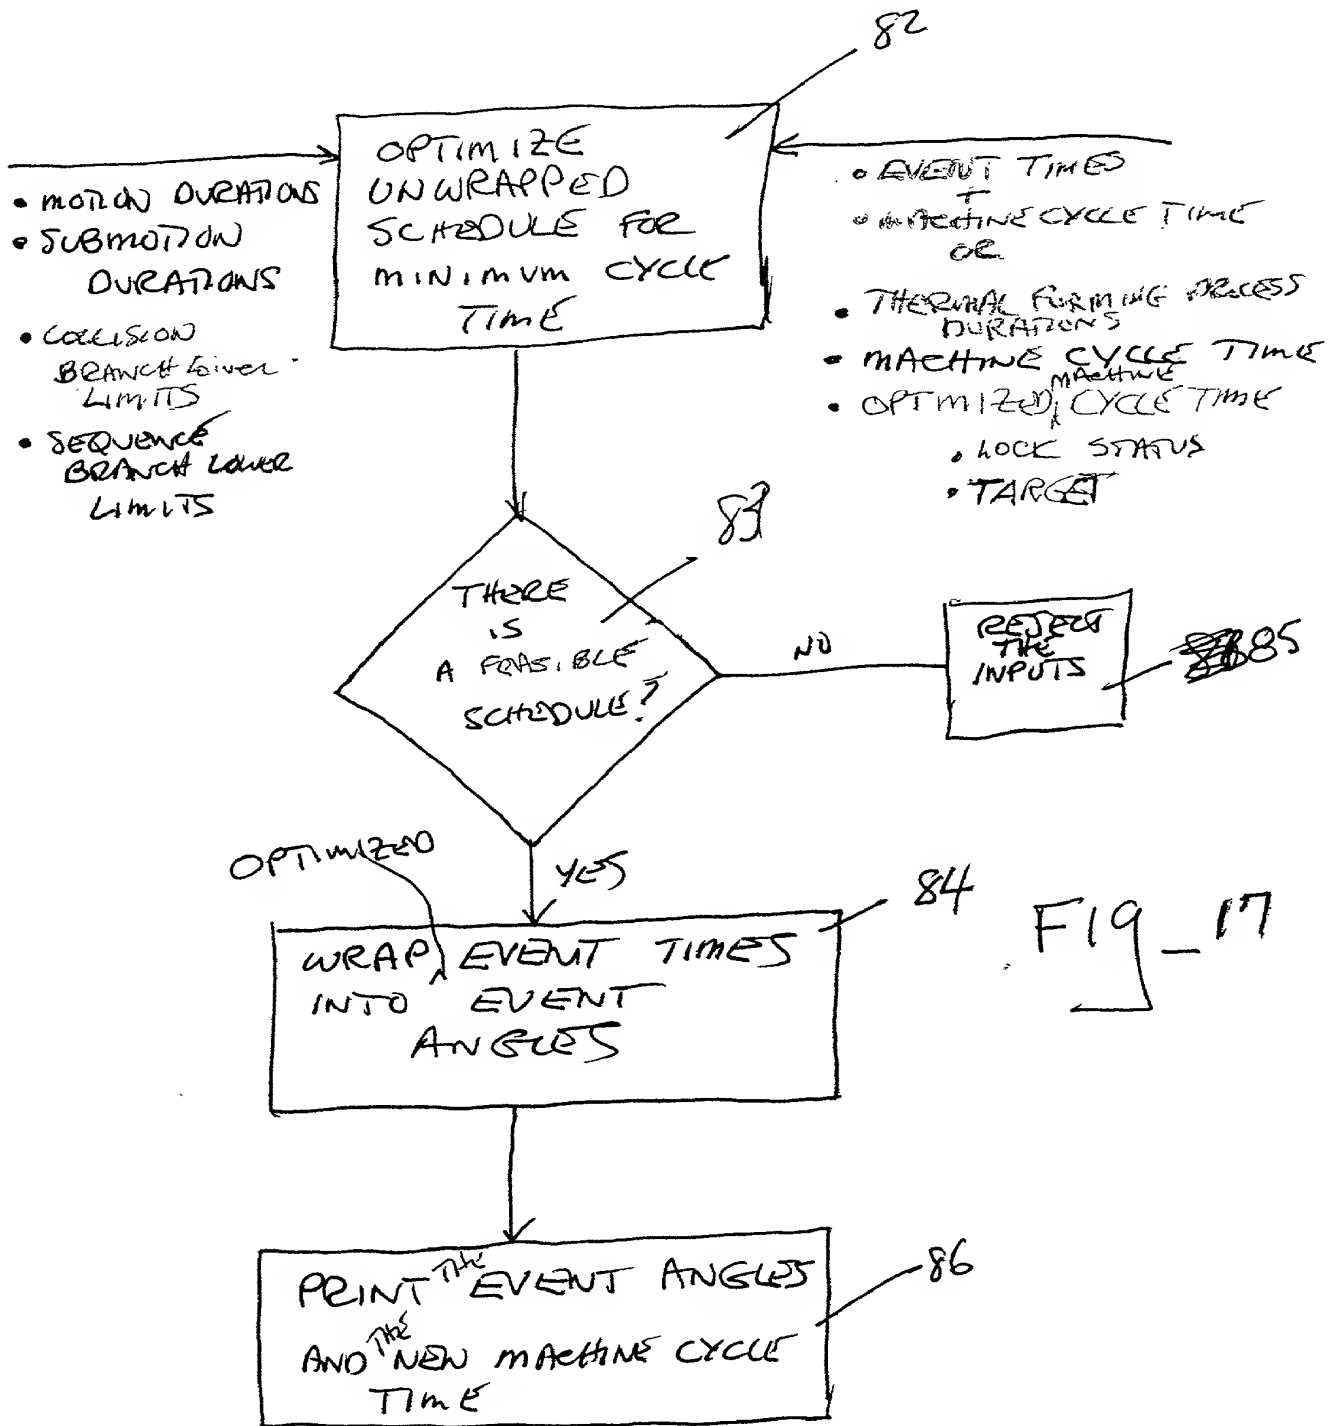 82
OPTIMIZE
UNWRAPPED
SCHEDULE FOR
MINIMUM CYCLE
TIME
• MOTION DURATIONS
• SUBMOTION
DURATIONS
• COLLISION
BRANCH LOWER
LIMITS
• SEQUENCE
BRANCH LOWER
LIMITS
• EVENT TIMES
+
• MACHINE CYCLE TIME
OR
• THERMAL FORMING PROCESS
DURATIONS
• MACHINE CYCLE TIME
• OPTIMIZED MACHINE CYCLE TIME
• LOCK STATUS
• TARGET
83
THERE
IS
A FEASIBLE
SCHEDULE?
NO
REJECT
THE
INPUTS
85
YES
84
WRAP OPTIMIZED EVENT TIMES
INTO EVENT
ANGLES
FIG_17
PRINT THE EVENT ANGLES
AND THE NEW MACHINE CYCLE
TIME
86